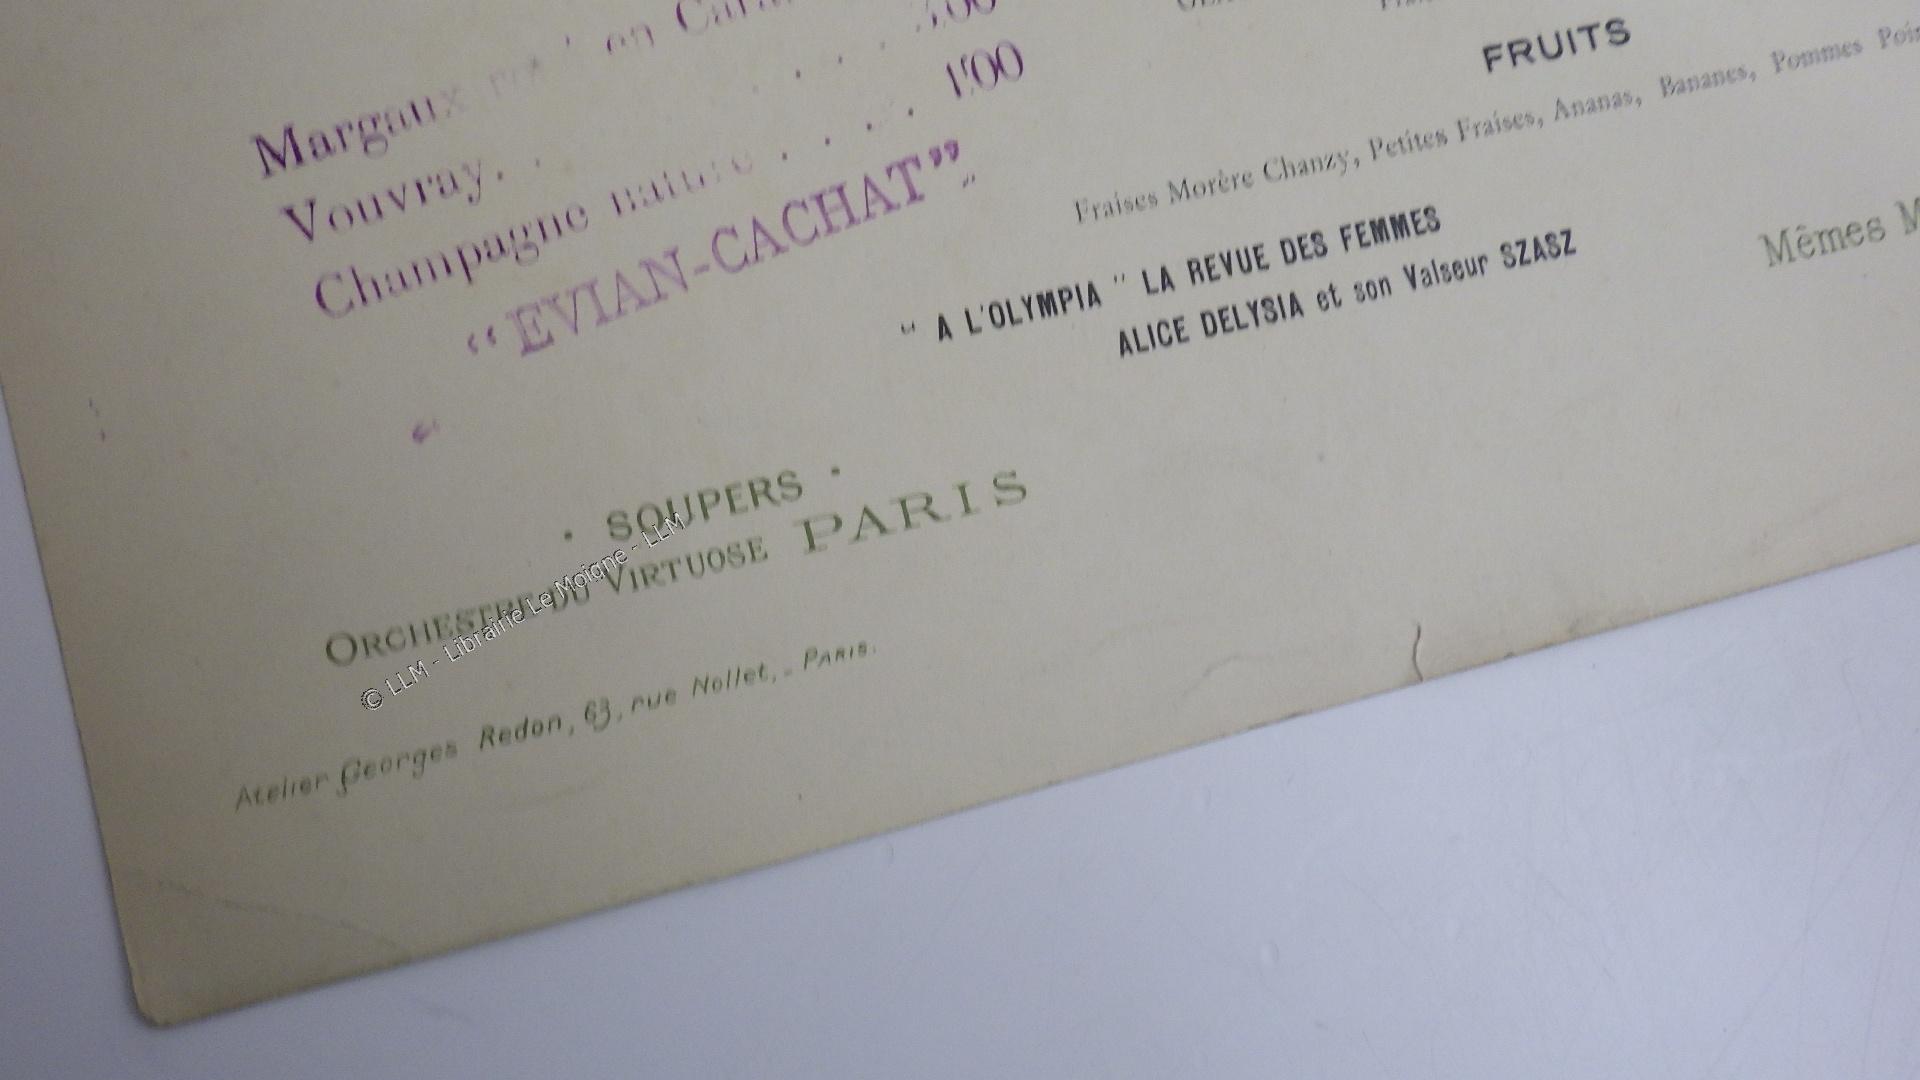 Margaux en
Vouvray. .
Champagne nature . . . . 1.00
“EVIAN-CACHAT”
FRUITS
Fraises Morère Chanzy, Petites Fraises, Ananas, Bananes, Pommes
" A L'OLYMPIA " LA REVUE DES FEMMES
ALICE DELYSIA et son Valseur SZASZ
Mêmes
· SOUPERS ·
ORCHESTRE DU VIRTUOSE PARIS
Atelier Georges Redon, 63, rue Nollet, - PARIS.
© LLM - Librairie Le Moigne - LLM